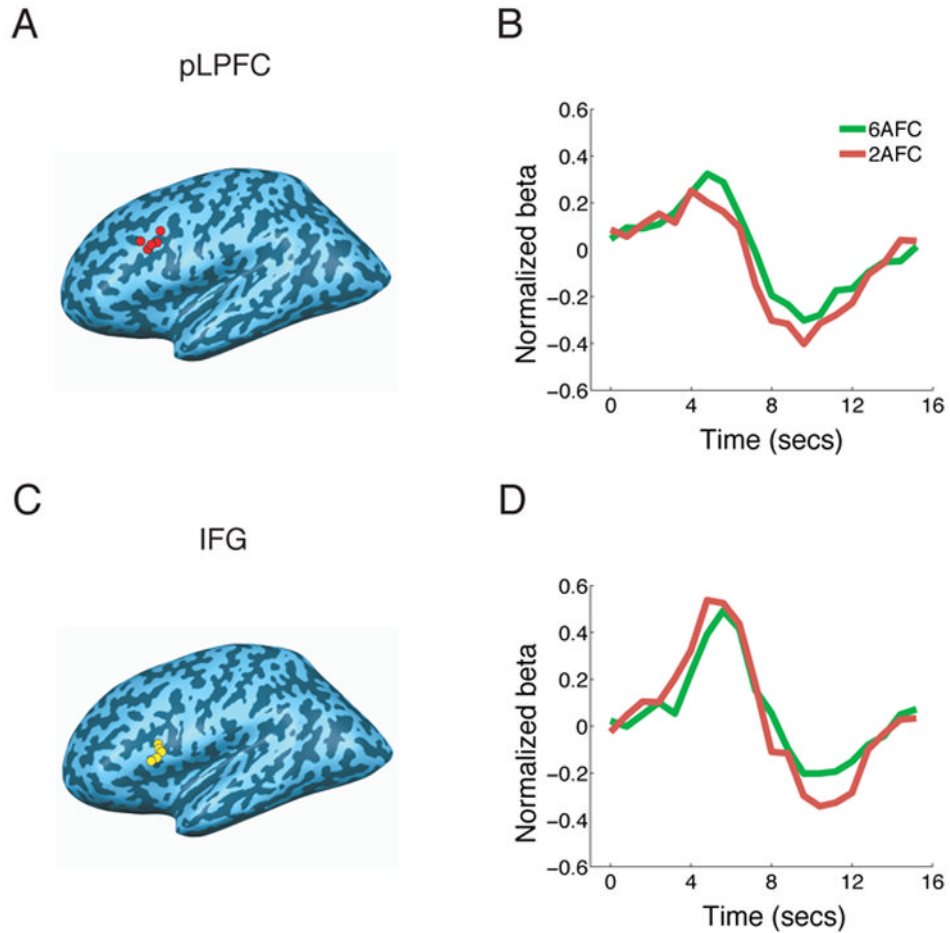 A
pLPFC
B
0.6
0.4
0.2
0
−0.2
−0.4
−0.6
Normalized beta
6AFC
2AFC
0 4 8 12 16
Time (secs)
C
IFG
D
0.6
0.4
0.2
0
−0.2
−0.4
−0.6
Normalized beta
0 4 8 12 16
Time (secs)